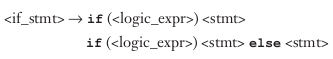 <if_stmt> → if (<logic_expr>) <stmt>
if (<logic_expr>) <stmt> else <stmt>